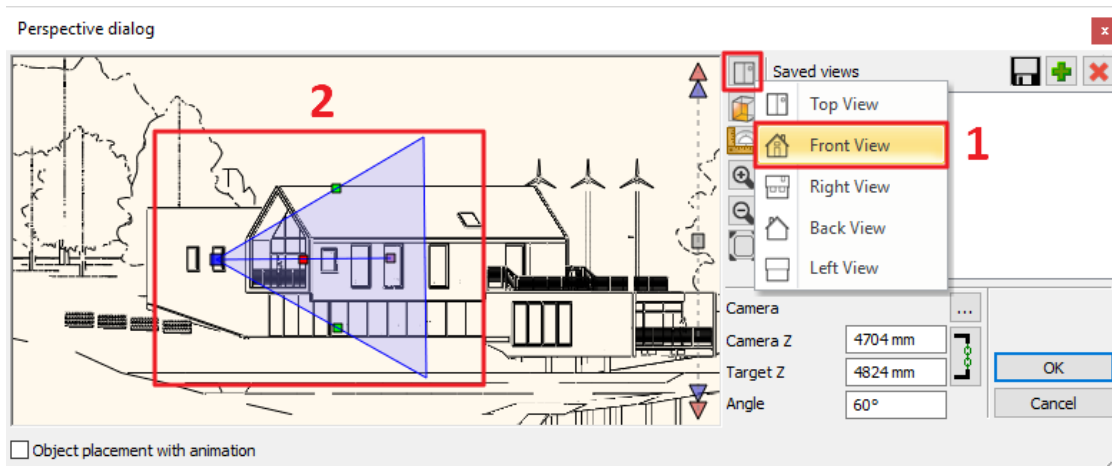 Perspective dialog
x
Saved views
2
Top View
Front View
1
Right View
Back View
Left View
Camera
...
Camera Z
4704 mm
Target Z
4824 mm
OK
Angle
60°
Cancel
Object placement with animation